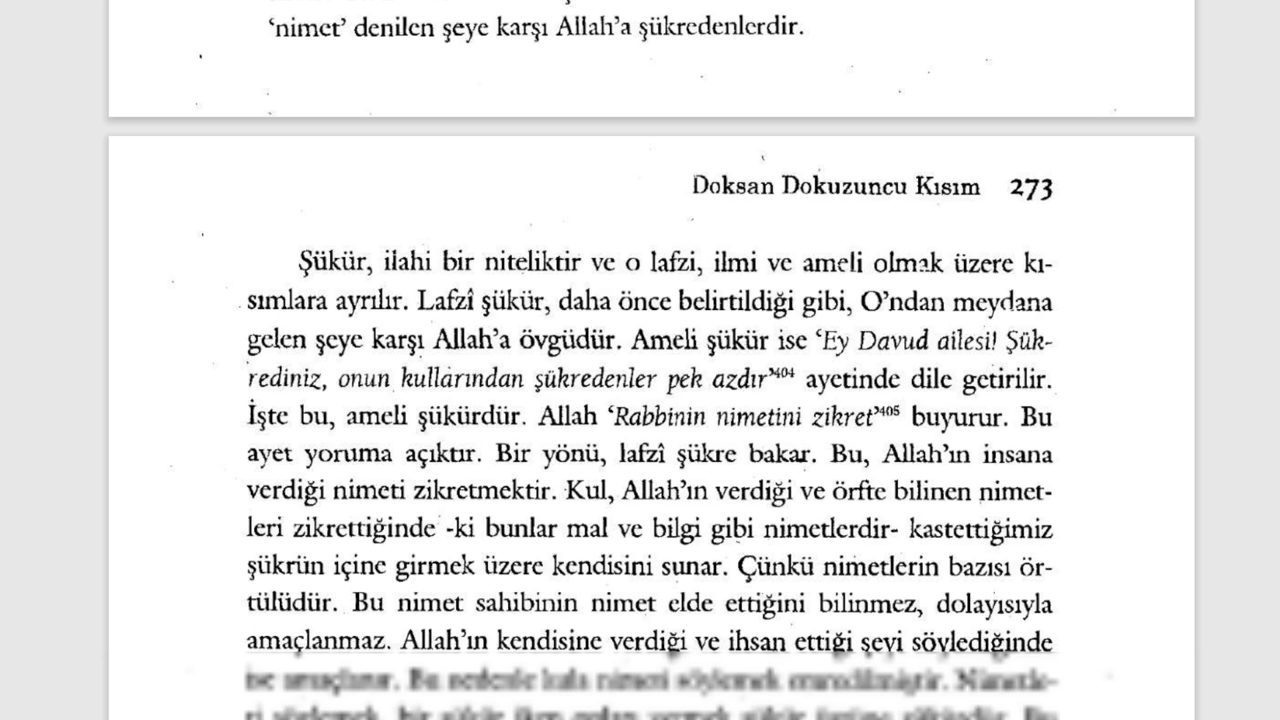 ‘nimet’ denilen şeye karşı Allah’a şükredenlerdir.
Doksan Dokuzuncu Kısım 273
Şükür, ilahi bir niteliktir ve o lafzi, ilmi ve ameli olmak üzere kı-
sımlara ayrılır. Lafzî şükür, daha önce belirtildiği gibi, O’ndan meydana
gelen şeye karşı Allah’a övgüdür. Ameli şükür ise ‘Ey Davud ailesi! Şük-
rediniz, onun kullarından şükredenler pek azdır’⁴⁰⁴ ayetinde dile getirilir.
İşte bu, ameli şükürdür. Allah ‘Rabbinin nimetini zikret’⁴⁰⁵ buyurur. Bu
ayet yoruma açıktır. Bir yönü, lafzî şükre bakar. Bu, Allah’ın insana
verdiği nimeti zikretmektir. Kul, Allah’ın verdiği ve örfte bilinen nimet-
leri zikrettiğinde -ki bunlar mal ve bilgi gibi nimetlerdir- kastettiğimiz
şükrün içine girmek üzere kendisini sunar. Çünkü nimetlerin bazısı ör-
tülüdür. Bu nimet sahibinin nimet elde ettiğini bilinmez, dolayısıyla
amaçlanmaz. Allah’ın kendisine verdiği ve ihsan ettiği şeyi söylediğinde